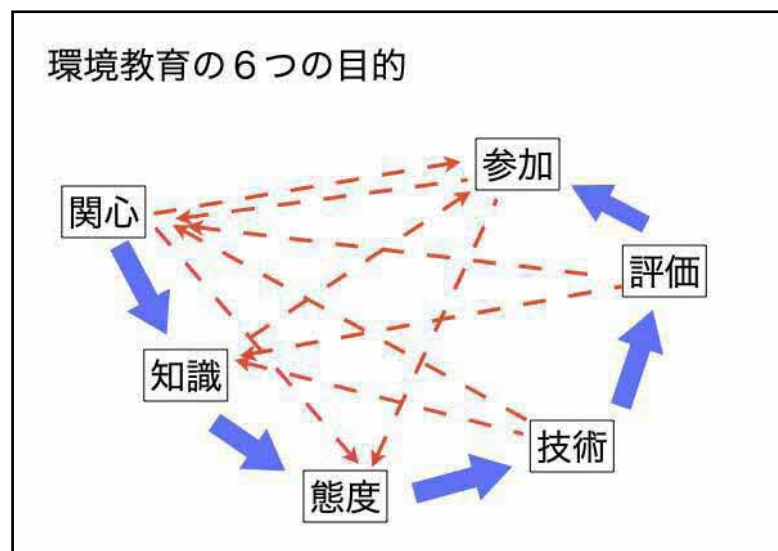 環境教育の６つの目的
参加
関心
評価
知識
技術
態度